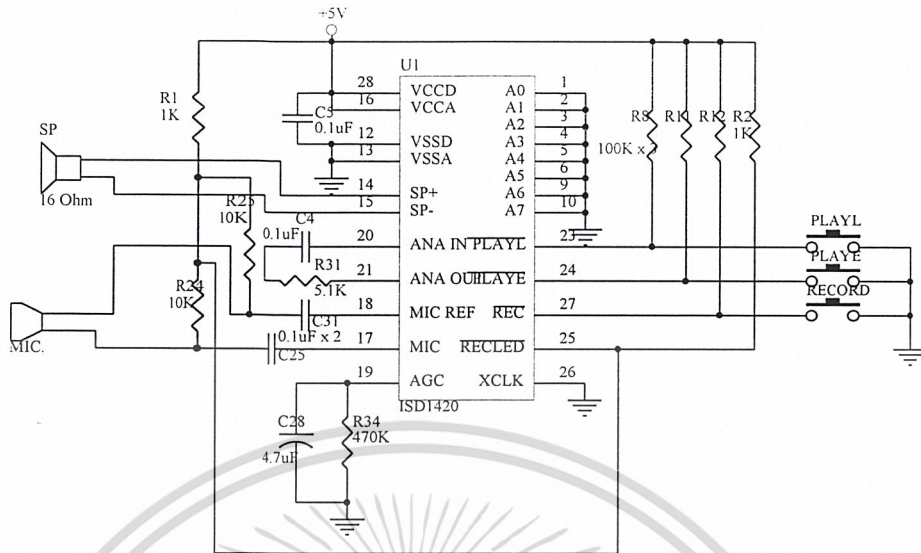 +5V
U1
R1
1K
SP
16 Ohm
C5
0.1uF
28 VCCD A0 1
16 VCCA A1 2
A2 3
12 VSSD A3 4
13 VSSA A4 5
A5 6
14 SP+ A6 9
15 SP- A7 10
20 ANA IN PLAYL 23
21 ANA OU PLAYE 24
18 MIC REF REC 27
17 MIC RECLED 25
19 AGC XCLK 26
ISD1420
R8
R11
R12
R2
1K
100K x 3
R25
10K
C4
0.1uF
R31
5.1K
R24
10K
C31
0.1uF x 2
C25
MIC.
C28
4.7uF
R34
470K
PLAYL
PLAYE
RECORD